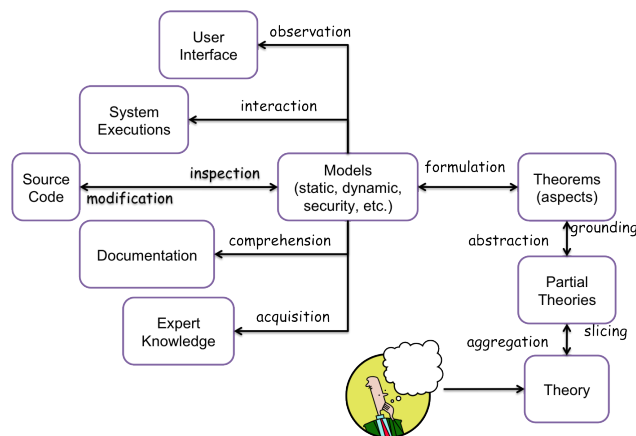 User
Interface
observation
System
Executions
interaction
Source
Code
inspection
modification
Models
(static, dynamic,
security, etc.)
formulation
Theorems
(aspects)
Documentation
comprehension
abstraction
grounding
Expert
Knowledge
acquisition
Partial
Theories
aggregation
slicing
Theory